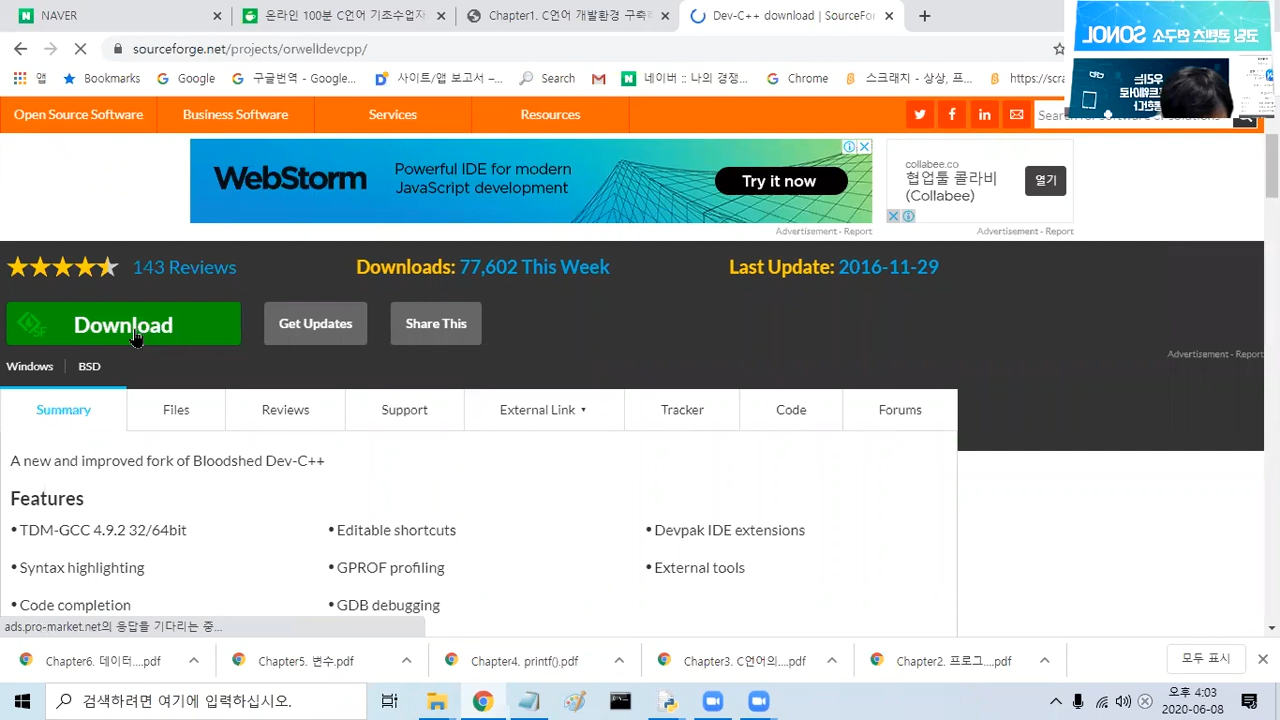 NAVER
온라인 100분 C언어 기초수업자
Chapter1. C언어 개발환경 구축
Dev-C++ download | SourceFor
sourceforge.net/projects/orwelldevcpp/
앱
Bookmarks
Google
구글번역 - Google...
사이트/앱 보고서 –...
Search
네이버 :: 나의 경쟁...
Chrome
스크래치 - 상상, 프...
https://scra
코딩 콘텐츠 연구소 SONOL
Open Source Software
Business Software
Services
Resources
WebStorm
Powerful IDE for modern
JavaScript development
Try it now
collabee.co
협업툴 콜라비
(Collabee)
열기
Advertisement - Report
Advertisement - Report
143 Reviews
Downloads: 77,602 This Week
Last Update: 2016-11-29
Download
SF
Get Updates
Share This
Advertisement - Report
Windows
BSD
Summary
Files
Reviews
Support
External Link
Tracker
Code
Forums
A new and improved fork of Bloodshed Dev-C++
Features
• TDM-GCC 4.9.2 32/64bit
• Editable shortcuts
• Devpak IDE extensions
• Syntax highlighting
• GPROF profiling
• External tools
• Code completion
• GDB debugging
ads.pro-market.net의 응답을 기다리는 중...
Chapter6. 데이터....pdf
Chapter5. 변수.pdf
Chapter4. printf().pdf
Chapter3. C언어의....pdf
Chapter2. 프로그....pdf
모두 표시
검색하려면 여기에 입력하십시오.
오후 4:03
2020-06-08